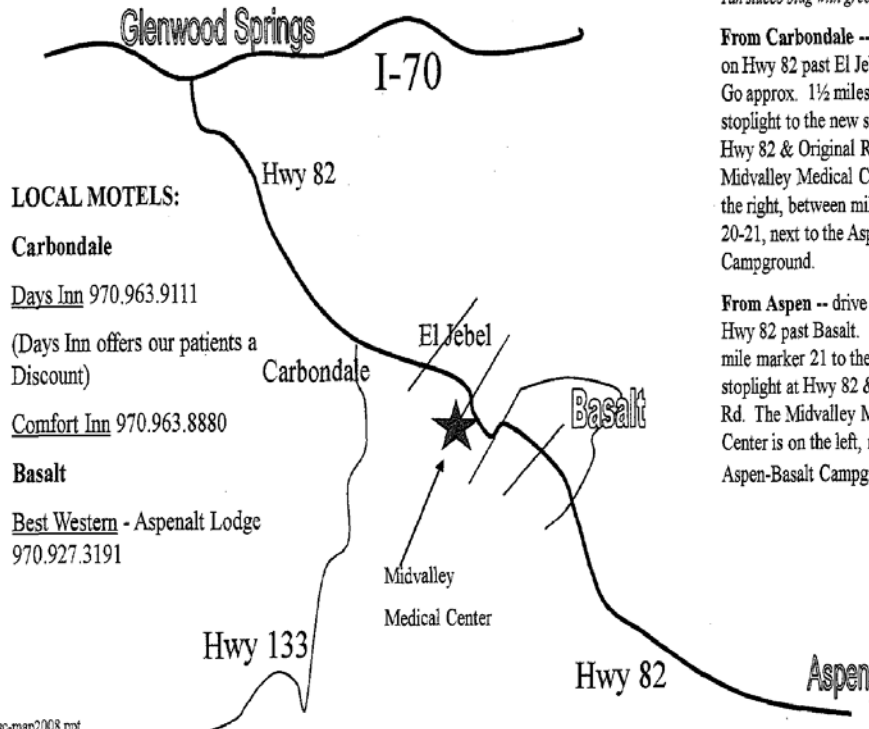 Glenwood Springs
I-70
Hwy 82
LOCAL MOTELS:
Carbondale
Days Inn 970.963.9111
(Days Inn offers our patients a
Discount)
Comfort Inn 970.963.8880
Basalt
Best Western - Aspenalt Lodge
970.927.3191
El Jebel
Carbondale
Basalt
Midvalley
Medical Center
Hwy 133
Hwy 82
Aspen
From Carbondale --
on Hwy 82 past El Jeb
Go approx. 1½ miles
stoplight to the new s
Hwy 82 & Original R
Midvalley Medical C
the right, between mi
20-21, next to the Asp
Campground.
From Aspen -- drive
Hwy 82 past Basalt.
mile marker 21 to the
stoplight at Hwy 82 &
Rd. The Midvalley M
Center is on the left,
Aspen-Basalt Campg